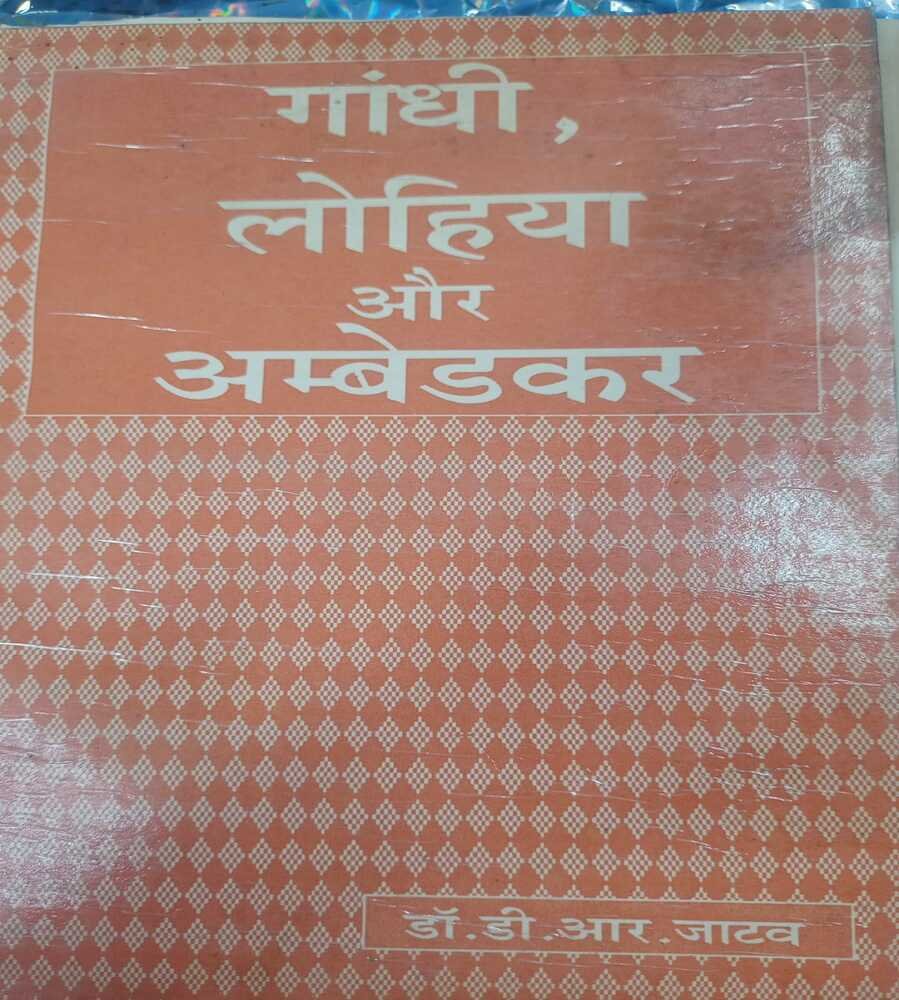 गांधी,
लोहिया
और
अम्बेडकर
डॉ.डी.आर.जाटव